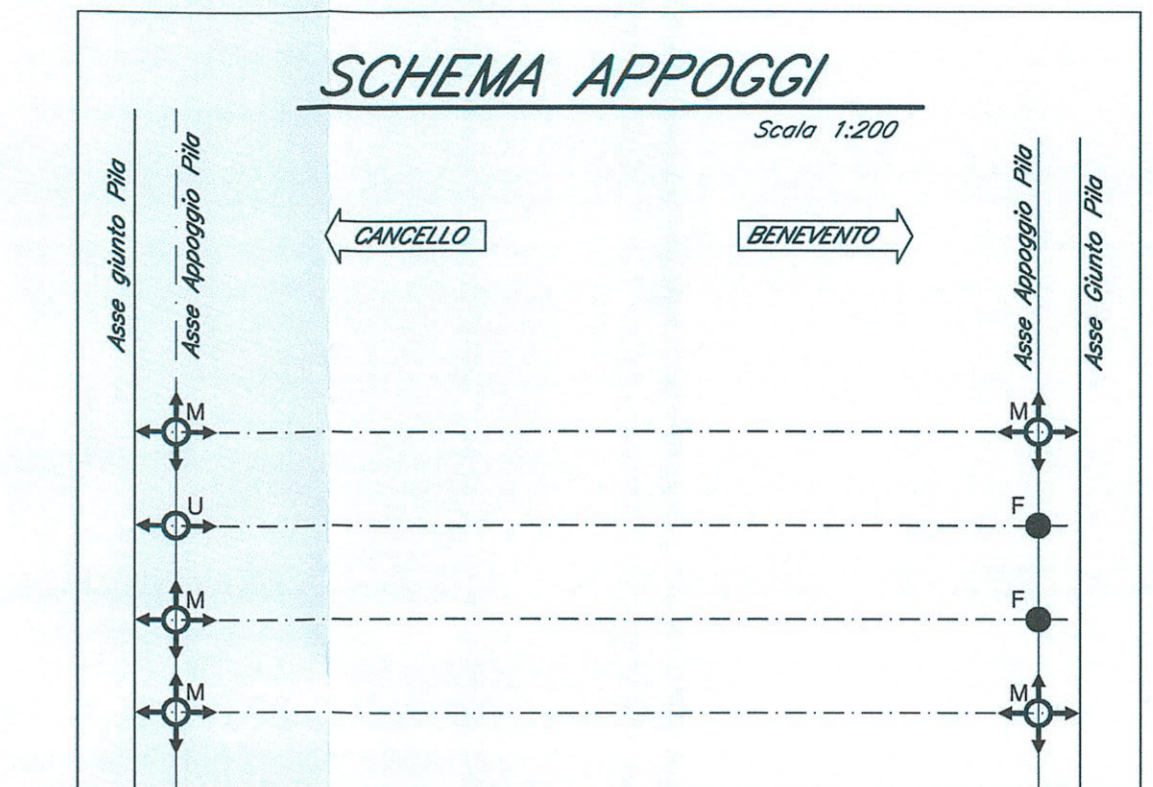 SCHEMA APPOGGI
Scala 1:200
Asse giunto Pila
Asse Appoggio Pila
CANCELLO
BENEVENTO
Asse Appoggio Pila
Asse Giunto Pila
M
M
U
F
M
F
M
M